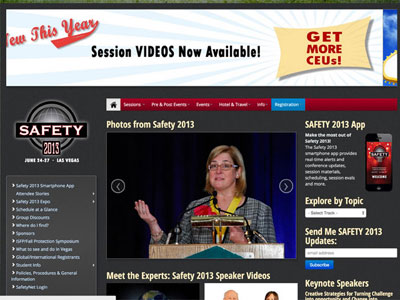 New This Year
Session VIDEOS Now Available!
GET
MORE
CEUs!
Sessions
Pre & Post Events
Events
Hotel & Travel
Info
Registration
SAFETY
2013
JUNE 24-27 • LAS VEGAS
Safety 2013 Smartphone App
Attendee Stories
Safety 2013 Expo
Schedule at a Glance
Group Discounts
Where do I find?
Sponsors
ISFP/Fall Protection Symposium
What to see and do in Vegas
Global/International Registrants
Student Info
Policies, Procedures & General
Information
SafetyNet Login
Photos from Safety 2013
Meet the Experts: Safety 2013 Speaker Videos
SAFETY 2013 App
Make the most out of
Safety 2013!
The Safety 2013
smartphone app provides
real-time alerts and
conference updates,
session materials,
scheduling, session evals
and more.
SAFETY
Explore by Topic
- Select Track -
Send Me SAFETY 2013
Updates:
email address
Subscribe
Keynote Speakers
Creative Strategies for Turning Challenge
into Opportunity and Change into